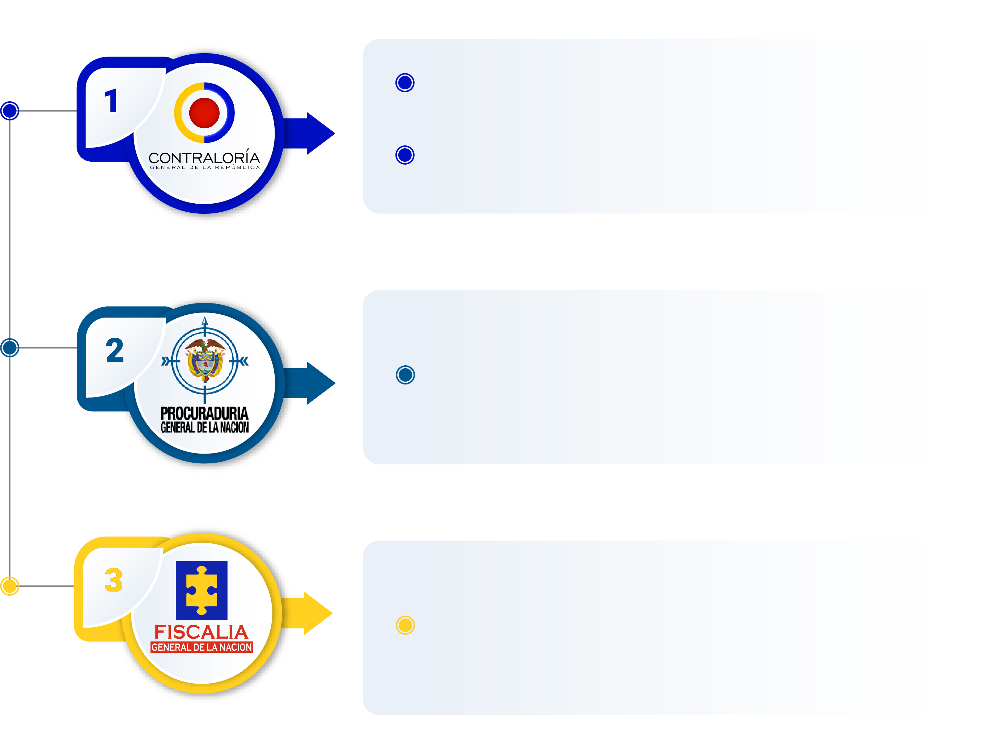 1
CONTRALORÍA
GENERAL DE LA REPÚBLICA
2
PROCURADURIA
GENERAL DE LA NACION
3
FISCALIA
GENERAL DE LA NACION